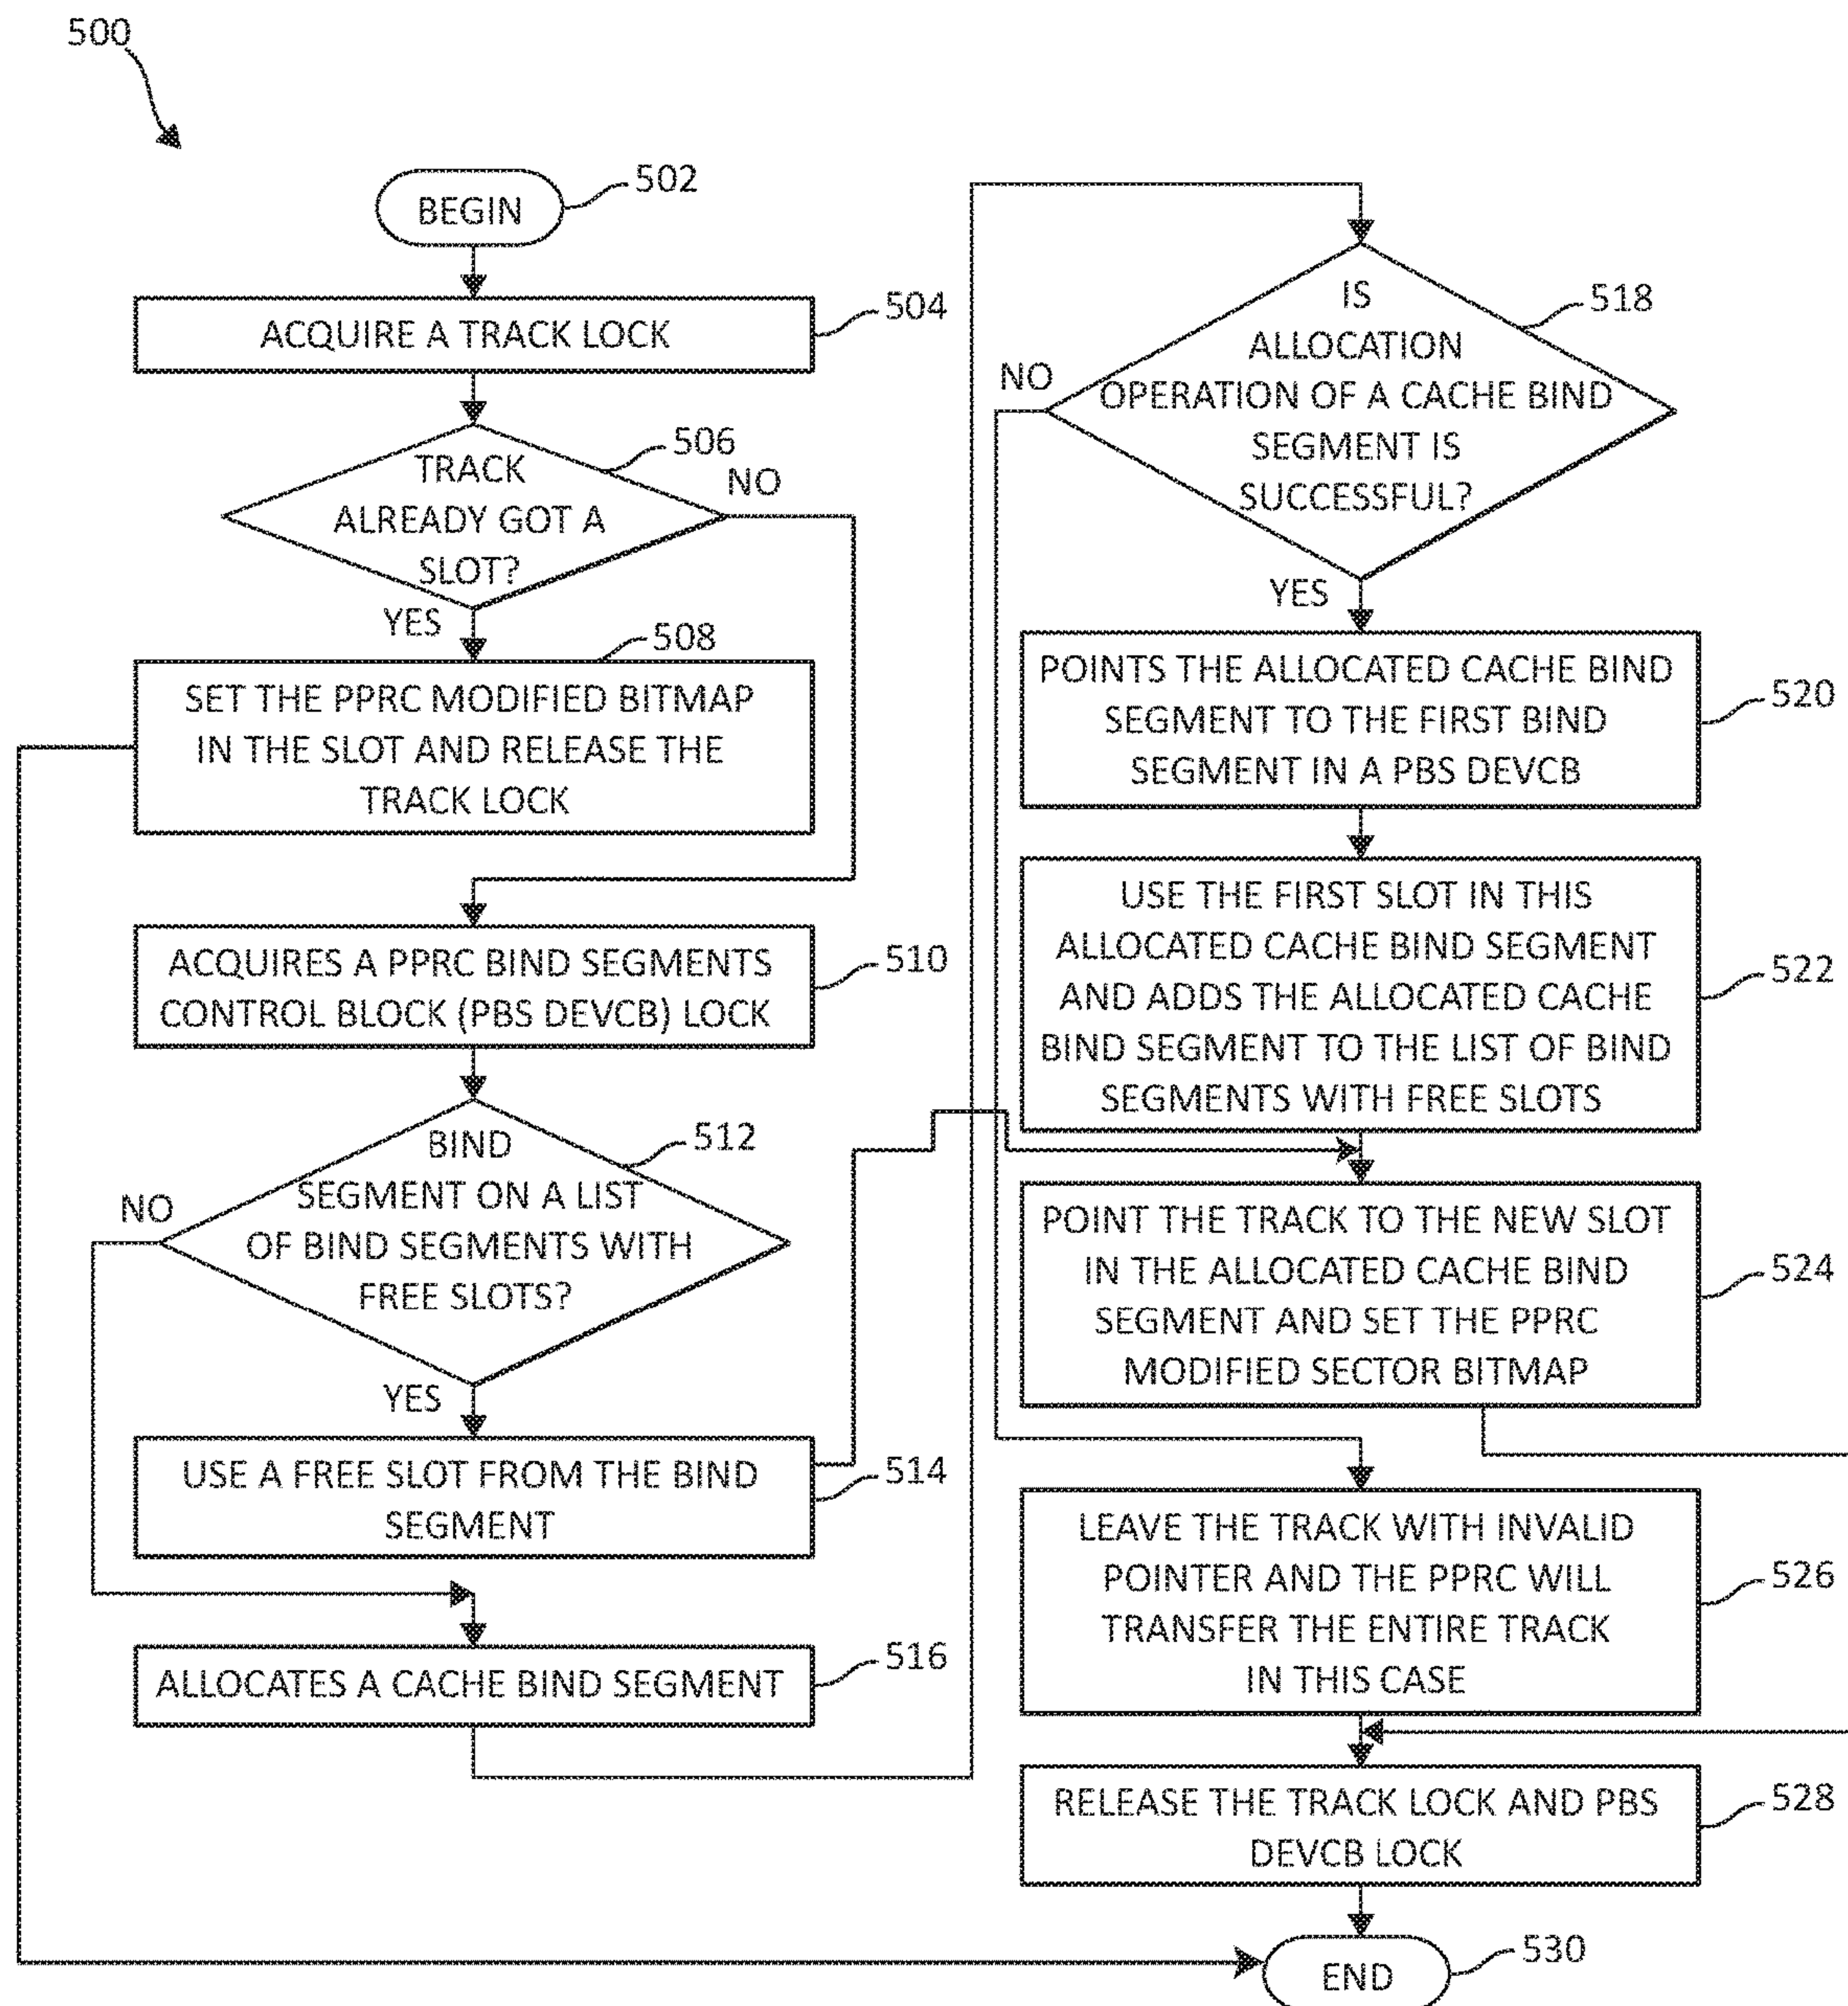 500
BEGIN
502
ACQUIRE A TRACK LOCK
504
TRACK
ALREADY GOT A
SLOT?
506
NO
YES
508
SET THE PPRC MODIFIED BITMAP
IN THE SLOT AND RELEASE THE
TRACK LOCK
ACQUIRES A PPRC BIND SEGMENTS
CONTROL BLOCK (PBS DEVCB) LOCK
510
BIND
SEGMENT ON A LIST
OF BIND SEGMENTS WITH
FREE SLOTS?
512
NO
YES
USE A FREE SLOT FROM THE BIND
SEGMENT
514
ALLOCATES A CACHE BIND SEGMENT
516
IS
ALLOCATION
OPERATION OF A CACHE BIND
SEGMENT IS
SUCCESSFUL?
518
NO
YES
POINTS THE ALLOCATED CACHE BIND
SEGMENT TO THE FIRST BIND
SEGMENT IN A PBS DEVCB
520
USE THE FIRST SLOT IN THIS
ALLOCATED CACHE BIND SEGMENT
AND ADDS THE ALLOCATED CACHE
BIND SEGMENT TO THE LIST OF BIND
SEGMENTS WITH FREE SLOTS
522
POINT THE TRACK TO THE NEW SLOT
IN THE ALLOCATED CACHE BIND
SEGMENT AND SET THE PPRC
MODIFIED SECTOR BITMAP
524
LEAVE THE TRACK WITH INVALID
POINTER AND THE PPRC WILL
TRANSFER THE ENTIRE TRACK
IN THIS CASE
526
RELEASE THE TRACK LOCK AND PBS
DEVCB LOCK
528
END
530